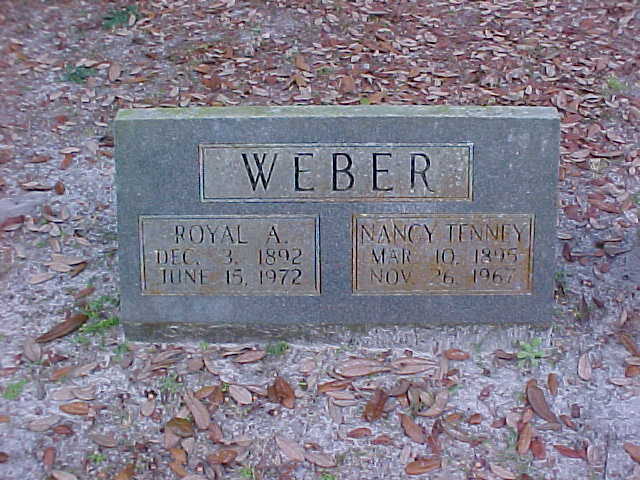 WEBER
ROYAL A.
DEC. 3, 1892
JUNE 15, 1972
NANCY TENNEY
MAR. 10, 1895
NOV. 26, 1967